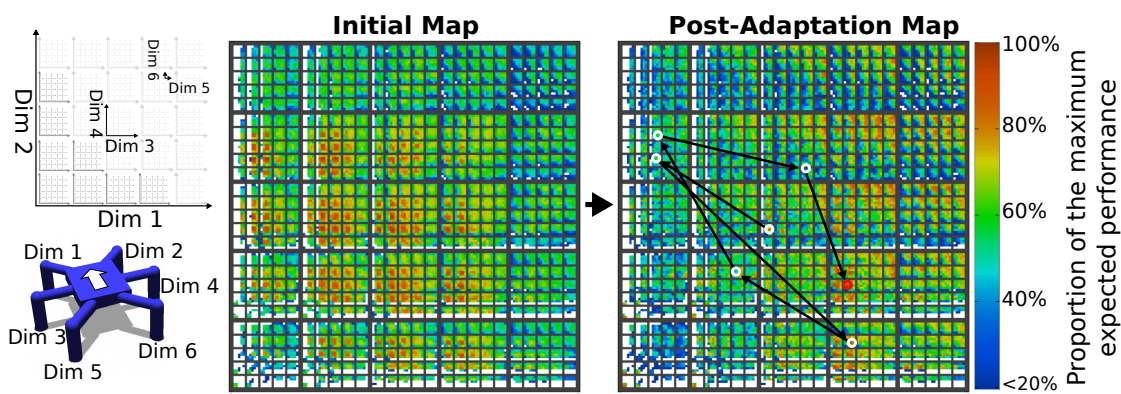 Initial Map
Post-Adaptation Map
Dim 2
Dim 1
Dim 4
Dim 3
Dim 6
Dim 5
Dim 1
Dim 2
Dim 4
Dim 3
Dim 6
Dim 5
100%
80%
60%
40%
<20%
Proportion of the maximum
expected performance